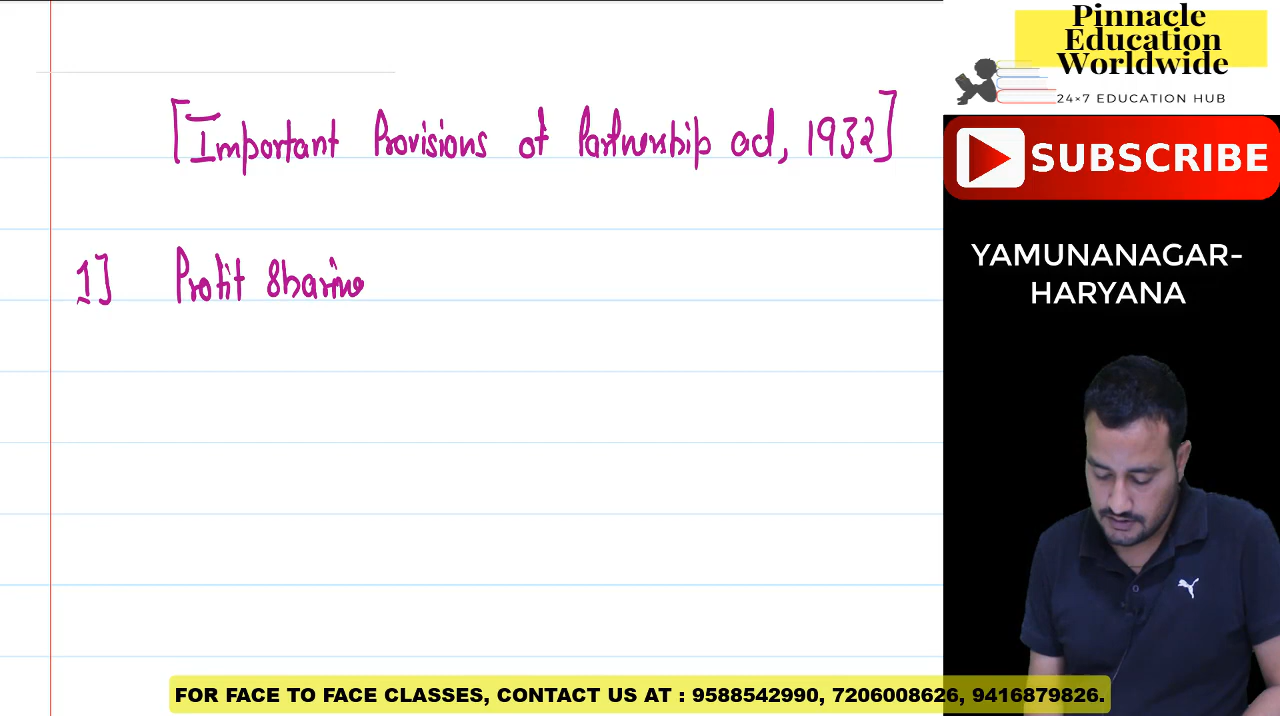 Pinnacle
Education
Worldwide
24×7 EDUCATION HUB
[Important Provisions of Partnership act, 1932]
SUBSCRIBE
YAMUNANAGAR-
HARYANA
1] Profit Sharing
FOR FACE TO FACE CLASSES, CONTACT US AT : 9588542990, 7206008626, 9416879826.